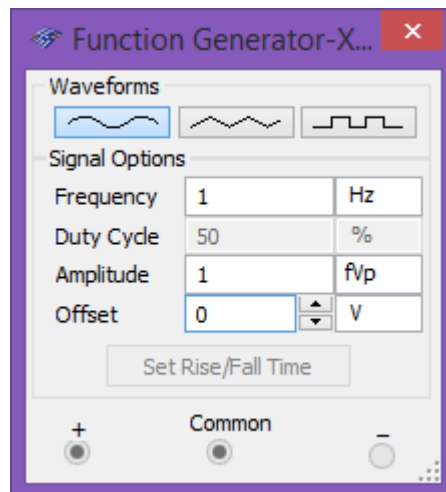 Function Generator-X...
Waveforms
Signal Options
Frequency 1 Hz
Duty Cycle 50 %
Amplitude 1 fVp
Offset 0 V
Set Rise/Fall Time
+ Common −